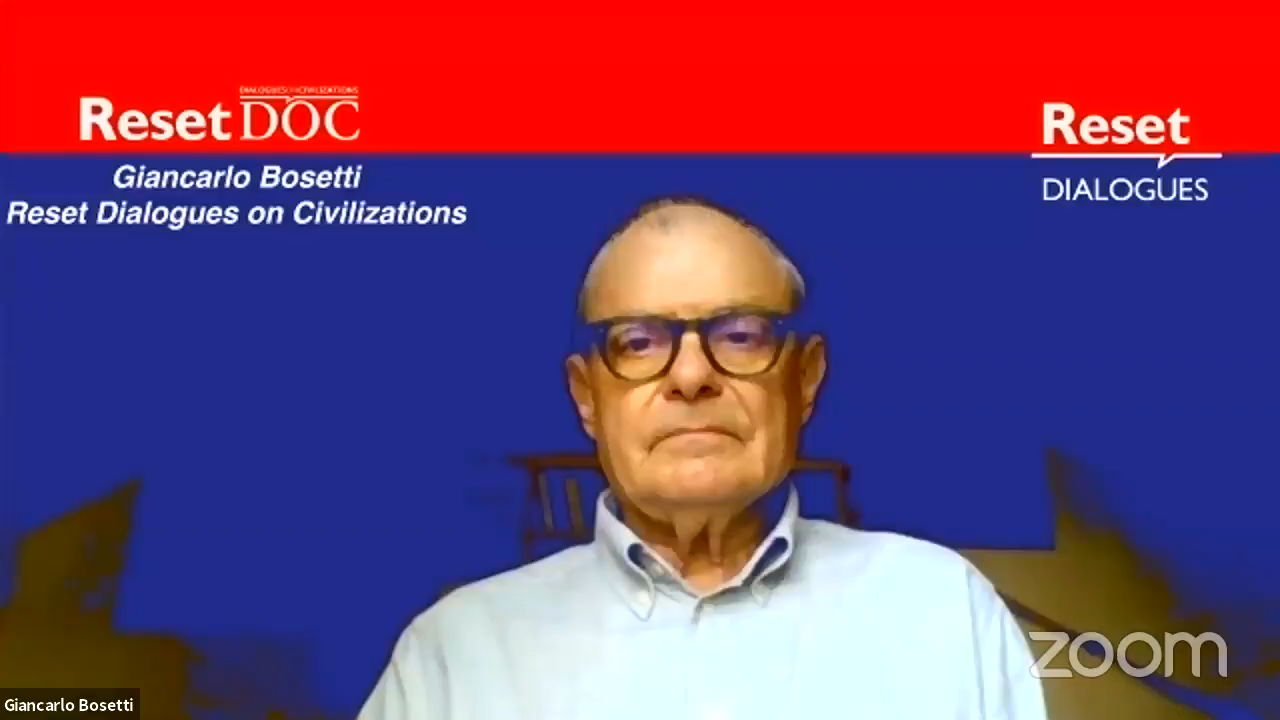 DIALOGUES ON CIVILIZATIONS
Reset DOC
Giancarlo Bosetti
Reset Dialogues on Civilizations
Reset
DIALOGUES
zoom
Giancarlo Bosetti